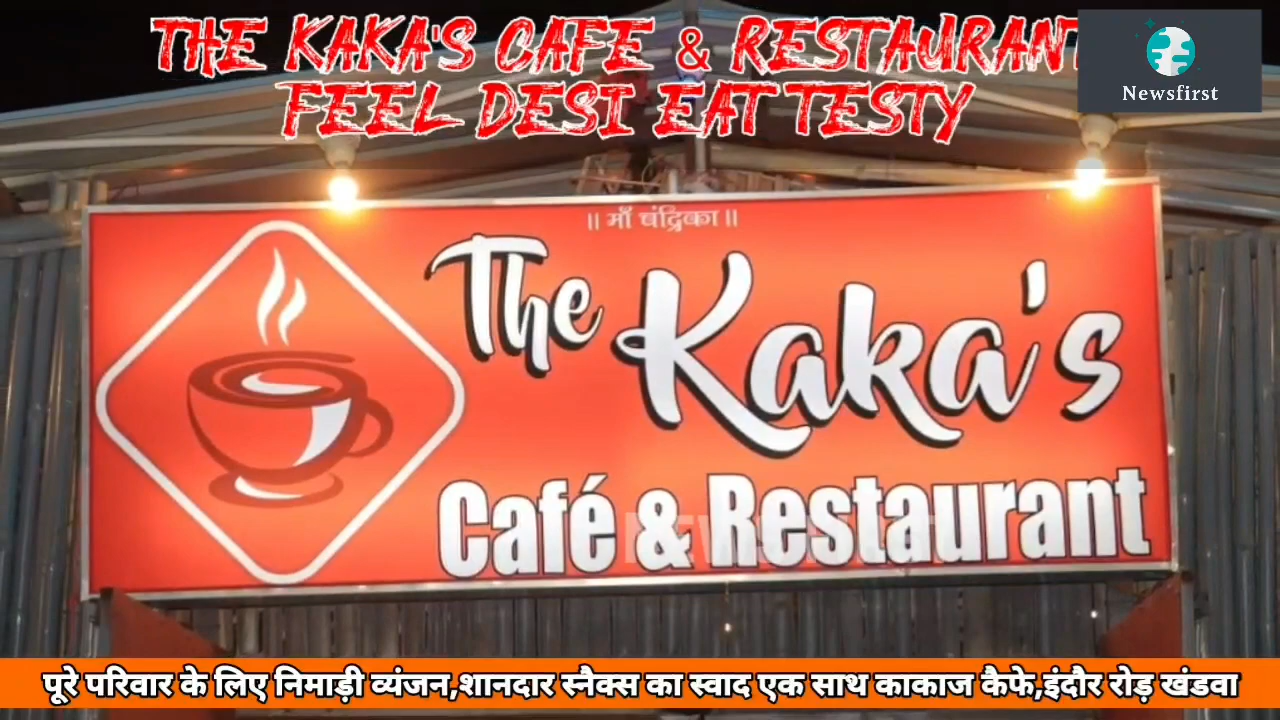 THE KAKA'S CAFE & RESTAURANT
FEEL DESI EAT TESTY
Newsfirst
॥ माँ चंद्रिका ॥
The Kaka's
Café & Restaurant
पूरे परिवार के लिए निमाड़ी व्यंजन,शानदार स्नैक्स का स्वाद एक साथ काकाज कैफे,इंदौर रोड़ खंडवा